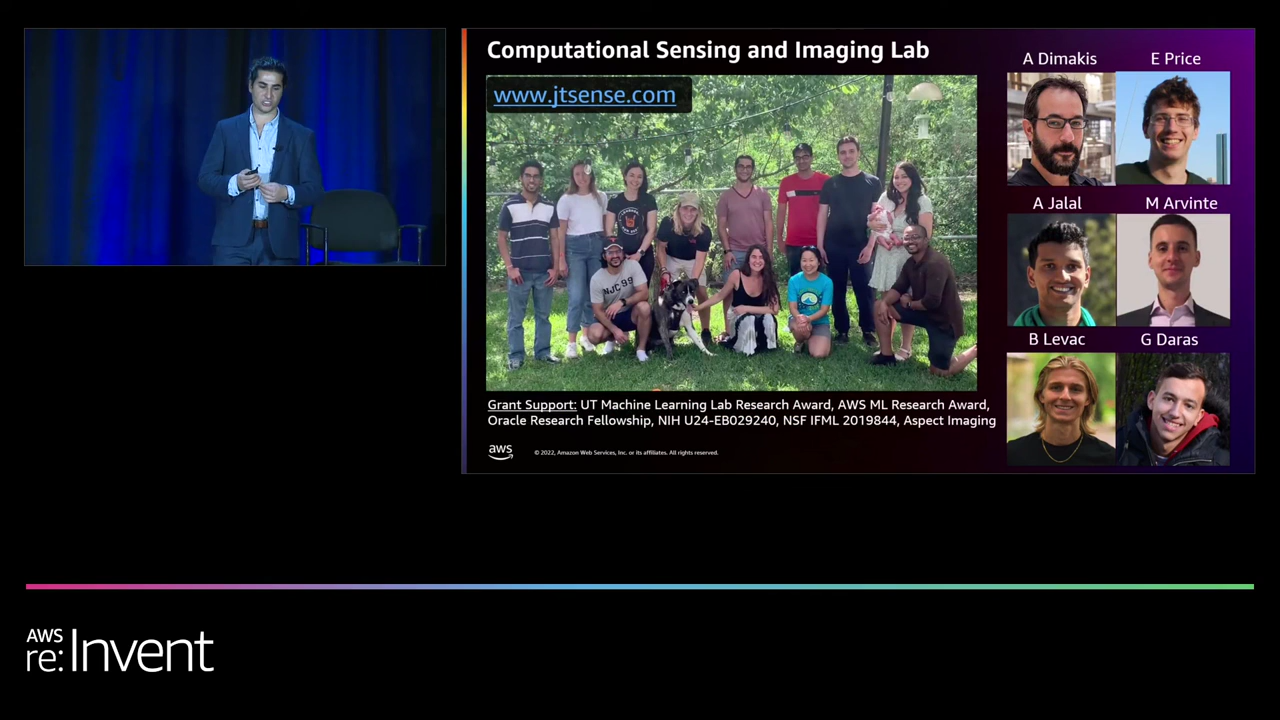 Computational Sensing and Imaging Lab
www.jtsense.com
NJC 99
A Dimakis
E Price
A Jalal
M Arvinte
B Levac
G Daras
Grant Support: UT Machine Learning Lab Research Award, AWS ML Research Award,
Oracle Research Fellowship, NIH U24-EB029240, NSF IFML 2019844, Aspect Imaging
aws
© 2022, Amazon Web Services, Inc. or its affiliates. All rights reserved.
AWS
re:Invent